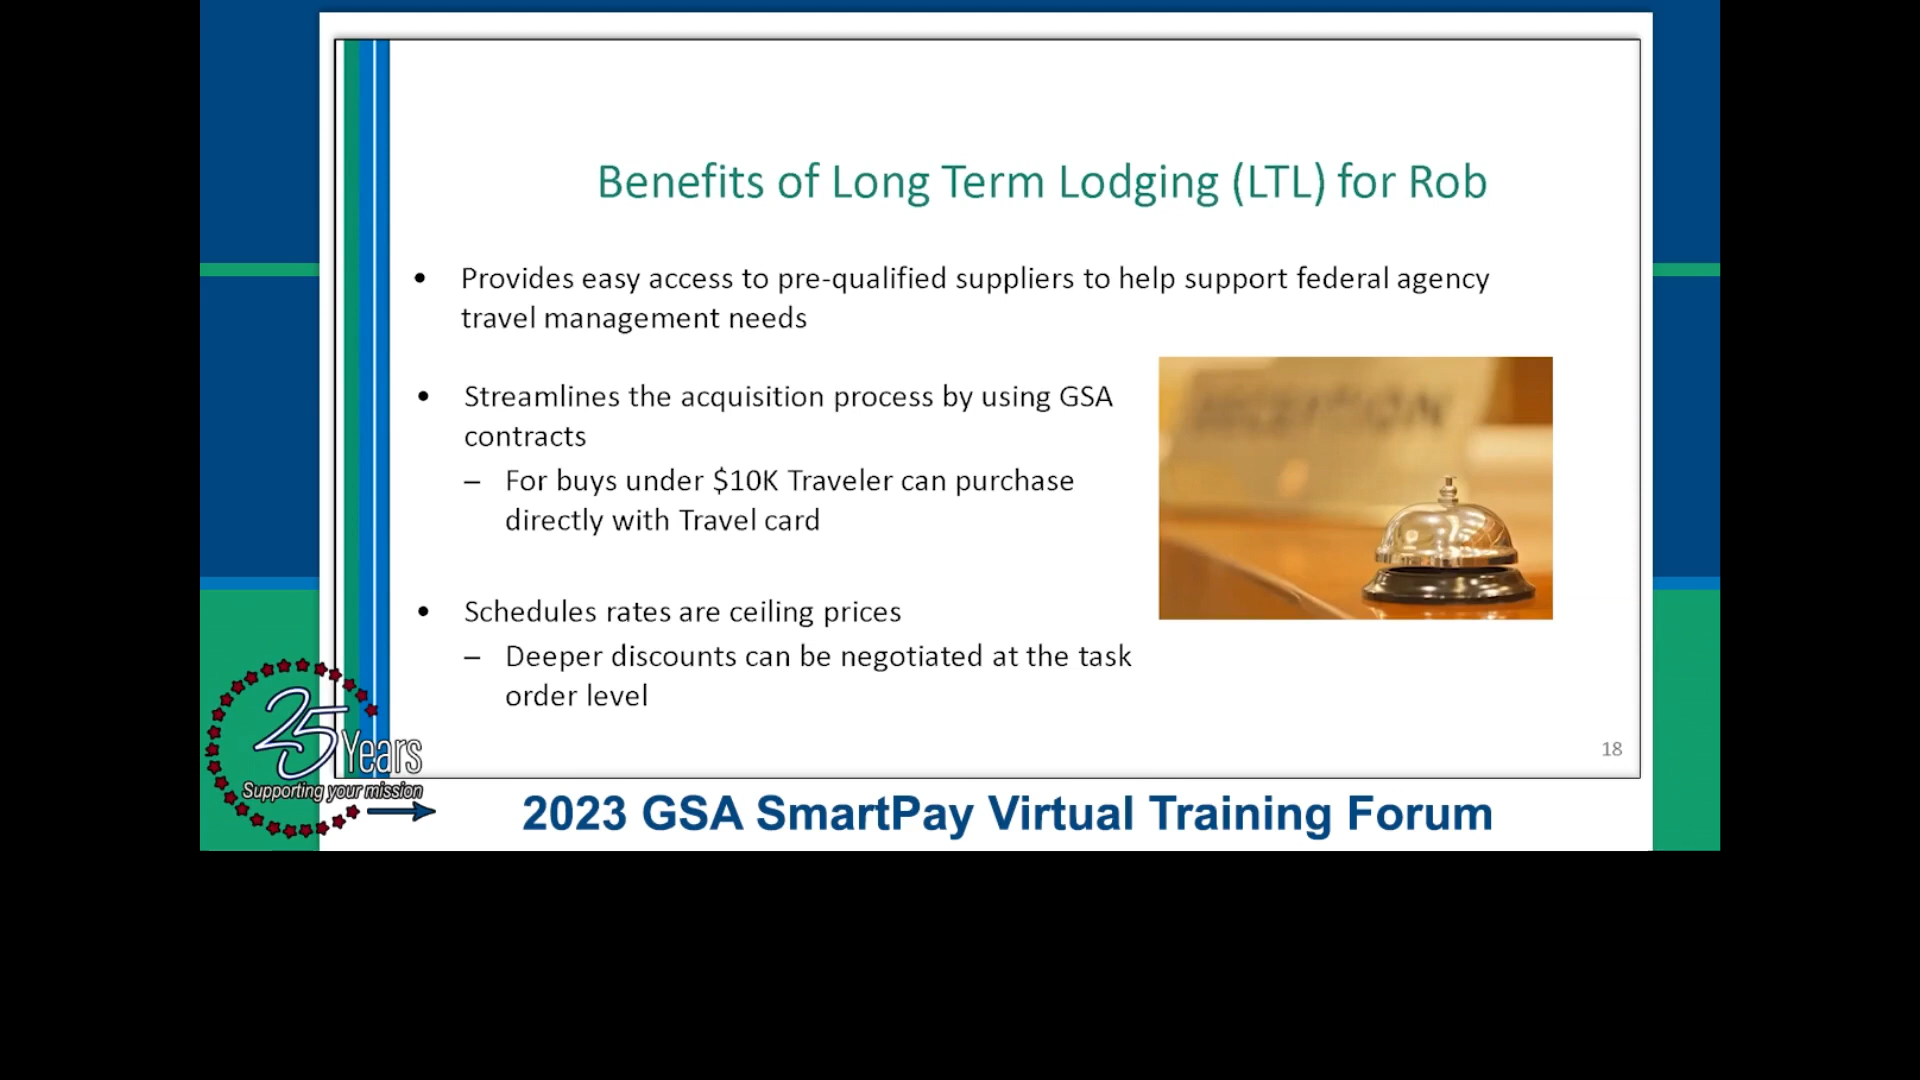 Benefits of Long Term Lodging (LTL) for Rob
• Provides easy access to pre-qualified suppliers to help support federal agency
travel management needs
• Streamlines the acquisition process by using GSA
contracts
– For buys under $10K Traveler can purchase
directly with Travel card
RECEPTION
• Schedules rates are ceiling prices
– Deeper discounts can be negotiated at the task
order level
18
25 Years
Supporting your mission
2023 GSA SmartPay Virtual Training Forum